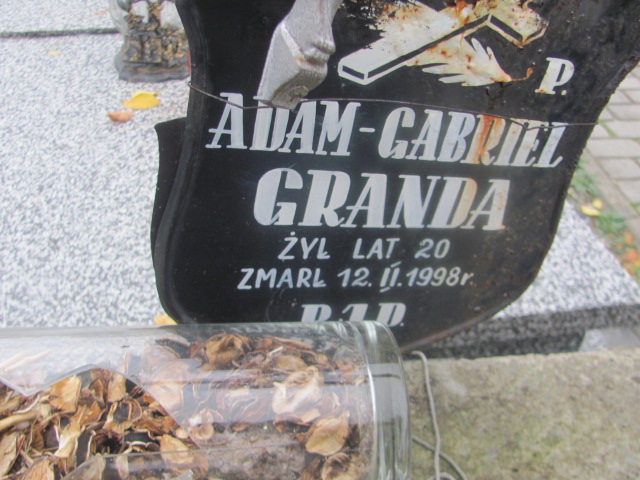 P.
ADAM-GABRIEL
GRANDA
ŻYŁ LAT 20
ZMARŁ 12.II.1998r.
R.I.P.